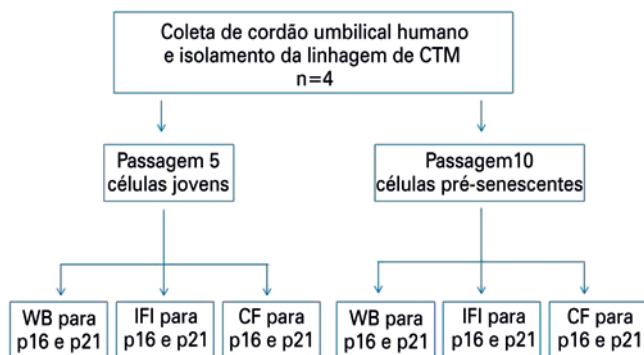 Coleta de cordão umbilical humano
e isolamento da linhagem de CTM
n=4
Passagem 5
células jovens
Passagem10
células pré-senescentes
WB para
p16 e p21
IFI para
p16 e p21
CF para
p16 e p21
WB para
p16 e p21
IFI para
p16 e p21
CF para
p16 e p21